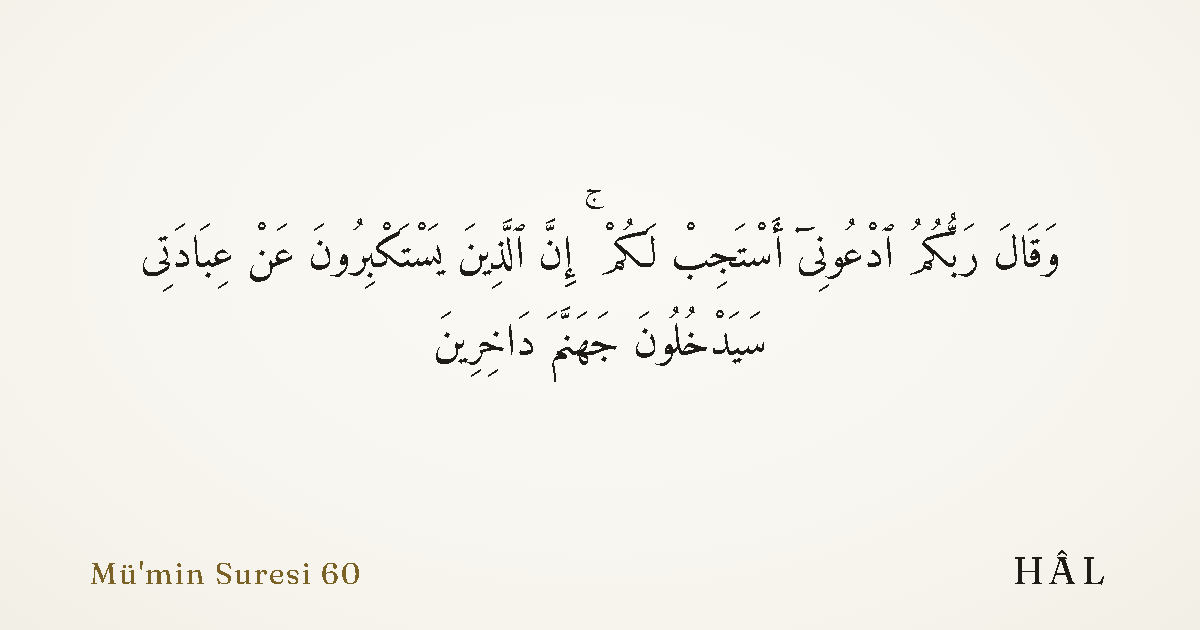 وَقَالَ رَبُّكُمُ ٱدْعُونِىٓ أَسْتَجِبْ لَكُمْ ۚ إِنَّ ٱلَّذِينَ يَسْتَكْبِرُونَ عَنْ عِبَادَتِى
سَيَدْخُلُونَ جَهَنَّمَ دَاخِرِينَ
Mü'min Suresi 60
HÂL